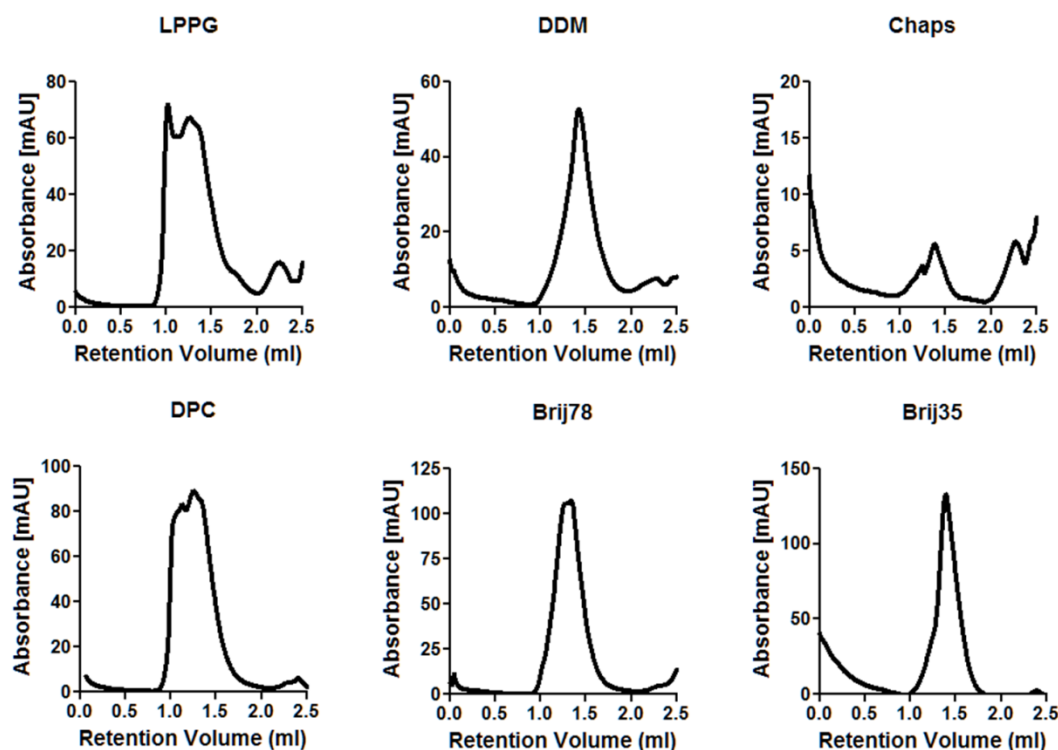 LPPG
DDM
Chaps
80
60
40
20
0
Absorbance [mAU]
0.0 0.5 1.0 1.5 2.0 2.5
Retention Volume (ml)
60
40
20
0
Absorbance [mAU]
0.0 0.5 1.0 1.5 2.0 2.5
Retention Volume (ml)
20
15
10
5
0
Absorbance [mAU]
0.0 0.5 1.0 1.5 2.0 2.5
Retention Volume (ml)
DPC
Brij78
Brij35
100
80
60
40
20
0
Absorbance [mAU]
0.0 0.5 1.0 1.5 2.0 2.5
Retention Volume (ml)
125
100
75
50
25
0
Absorbance [mAU]
0.0 0.5 1.0 1.5 2.0 2.5
Retention Volume (ml)
150
100
50
0
Absorbance [mAU]
0.0 0.5 1.0 1.5 2.0 2.5
Retention Volume (ml)